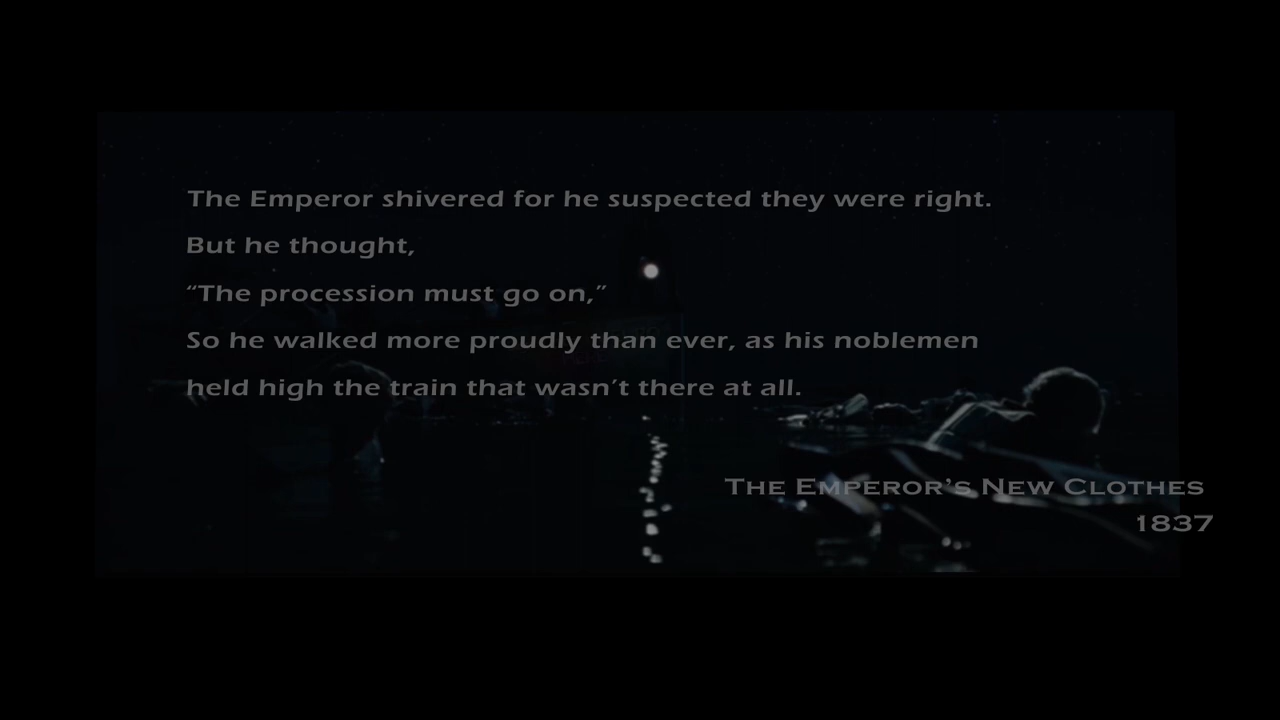 The Emperor shivered for he suspected they were right.
But he thought,
“The procession must go on,”
So he walked more proudly than ever, as his noblemen
held high the train that wasn’t there at all.
The Emperor’s New Clothes
1837